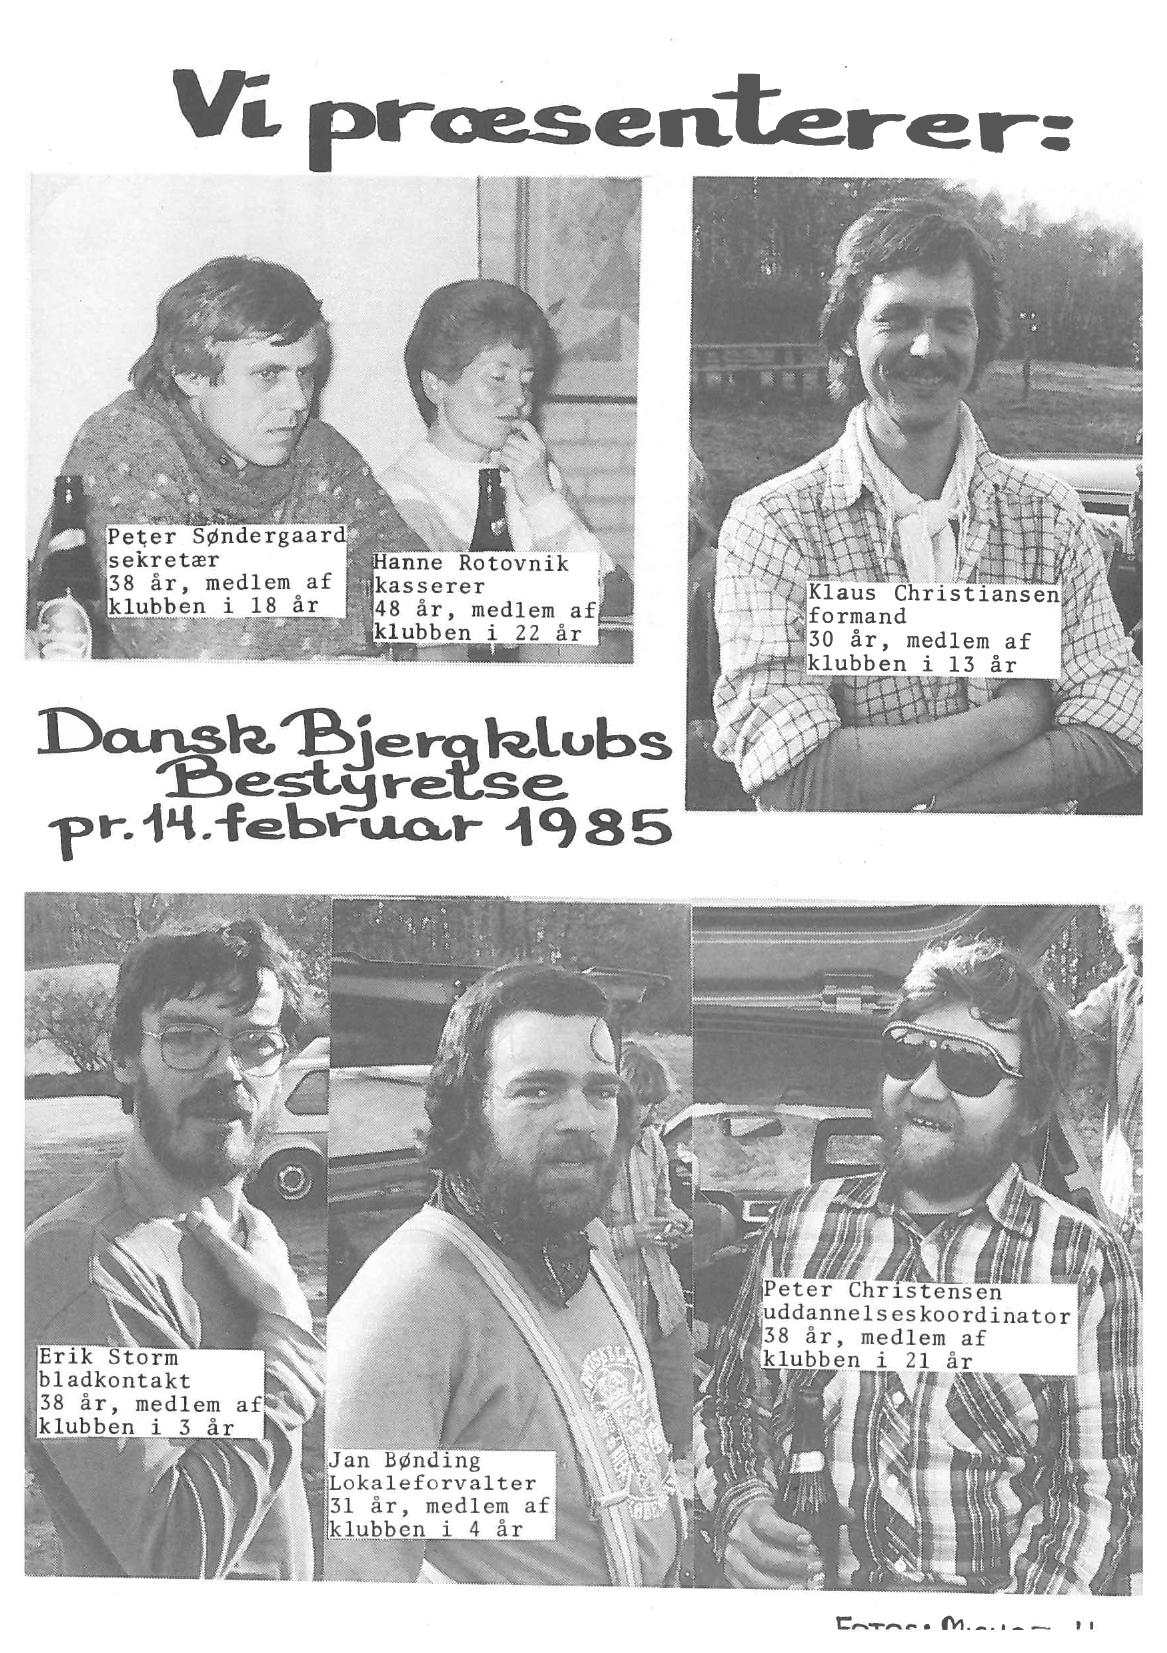 Vi præsenterer:
Peter Søndergaard
sekretær
38 år, medlem af
klubben i 18 år
Hanne Rotovnik
kasserer
48 år, medlem af
klubben i 22 år
Klaus Christiansen
formand
30 år, medlem af
klubben i 13 år
Dansk Bjergklubs
Bestyrelse
pr. 14. februar 1985
Erik Storm
bladkontakt
38 år, medlem af
klubben i 3 år
Jan Bønding
Lokaleforvalter
31 år, medlem af
klubben i 4 år
Peter Christensen
uddannelseskoordinator
38 år, medlem af
klubben i 21 år
Fotos: